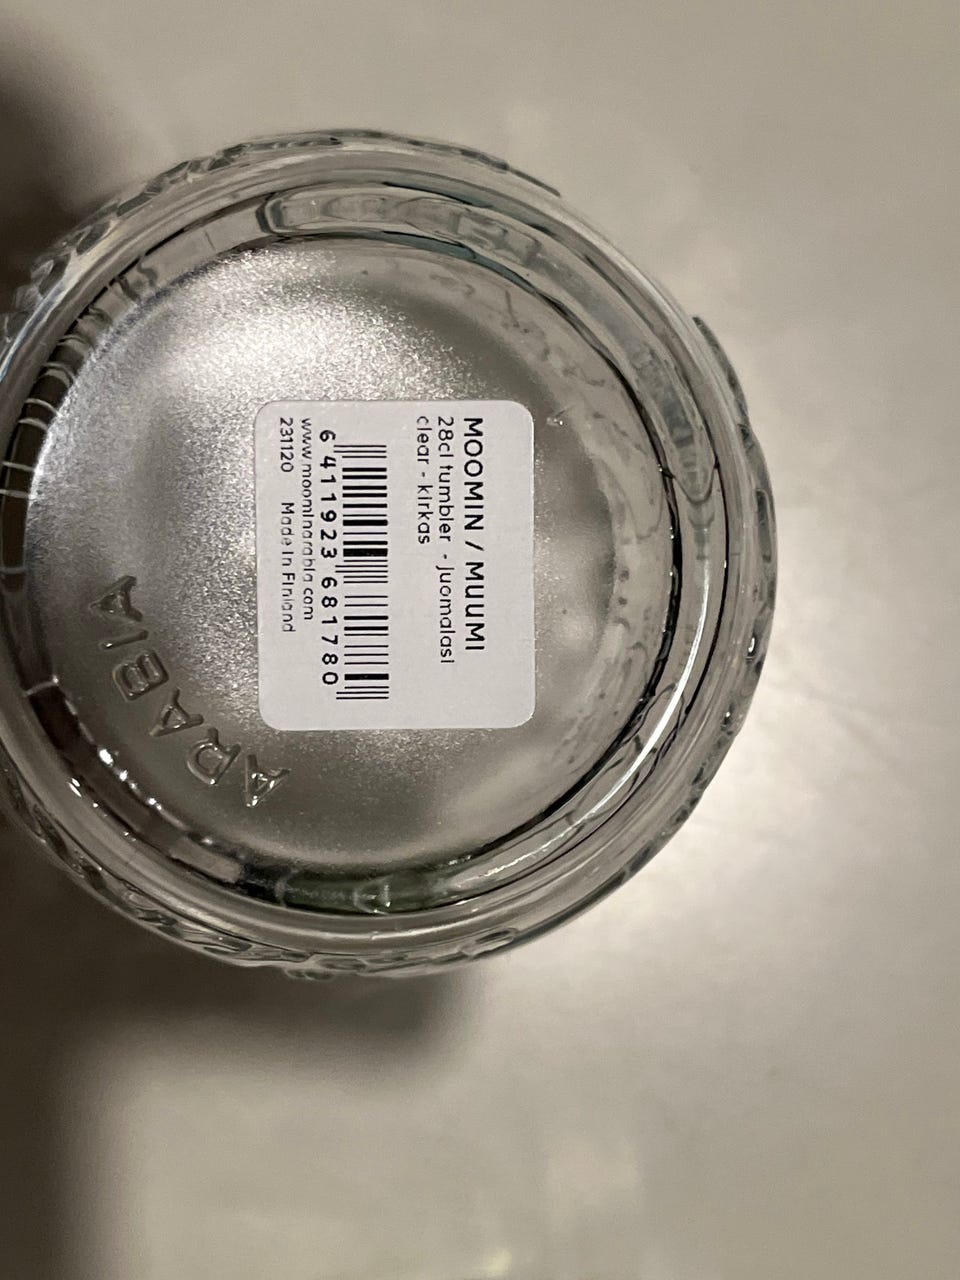 MOOMIN / MUUMI
28cl tumbler - juomalasi
clear - kirkas
6 411923 681780
www.moominarabia.com
231120 Made in Finland
ARABIA